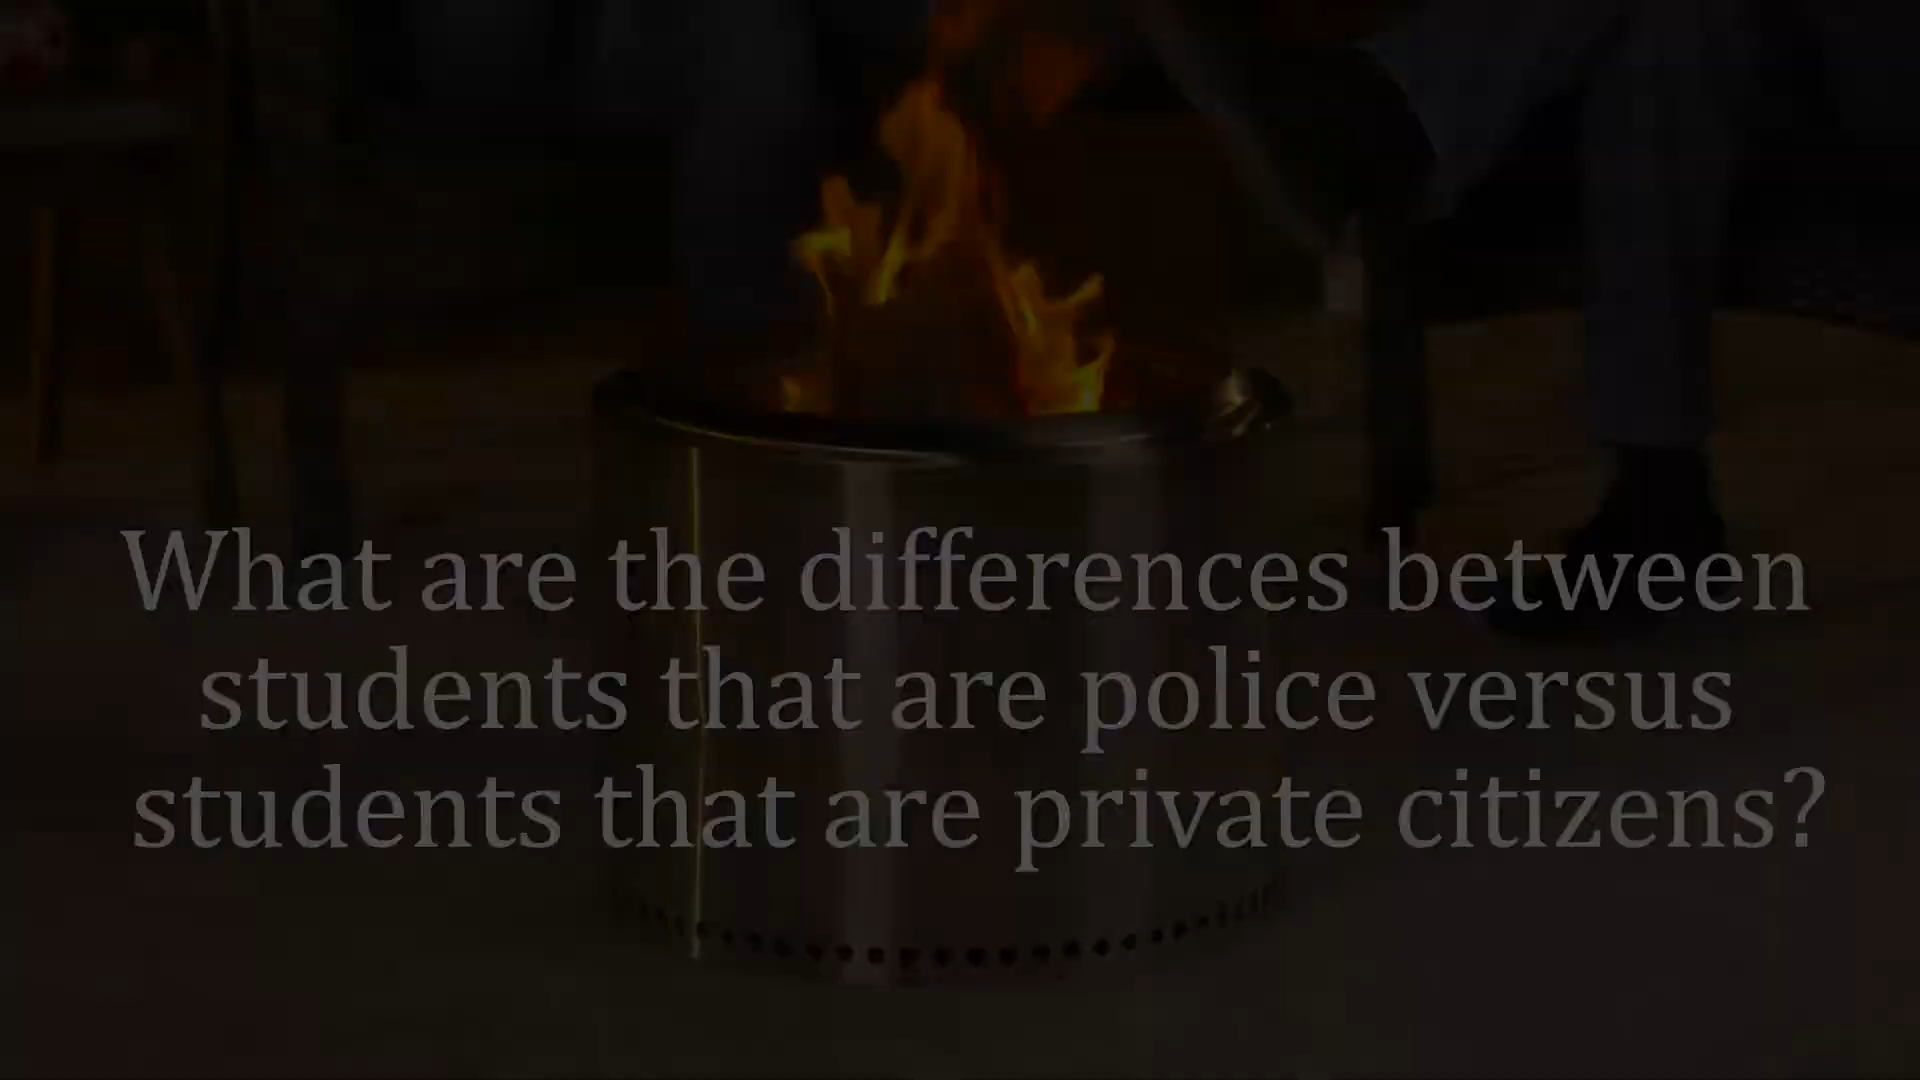 What are the differences between
students that are police versus
students that are private citizens?